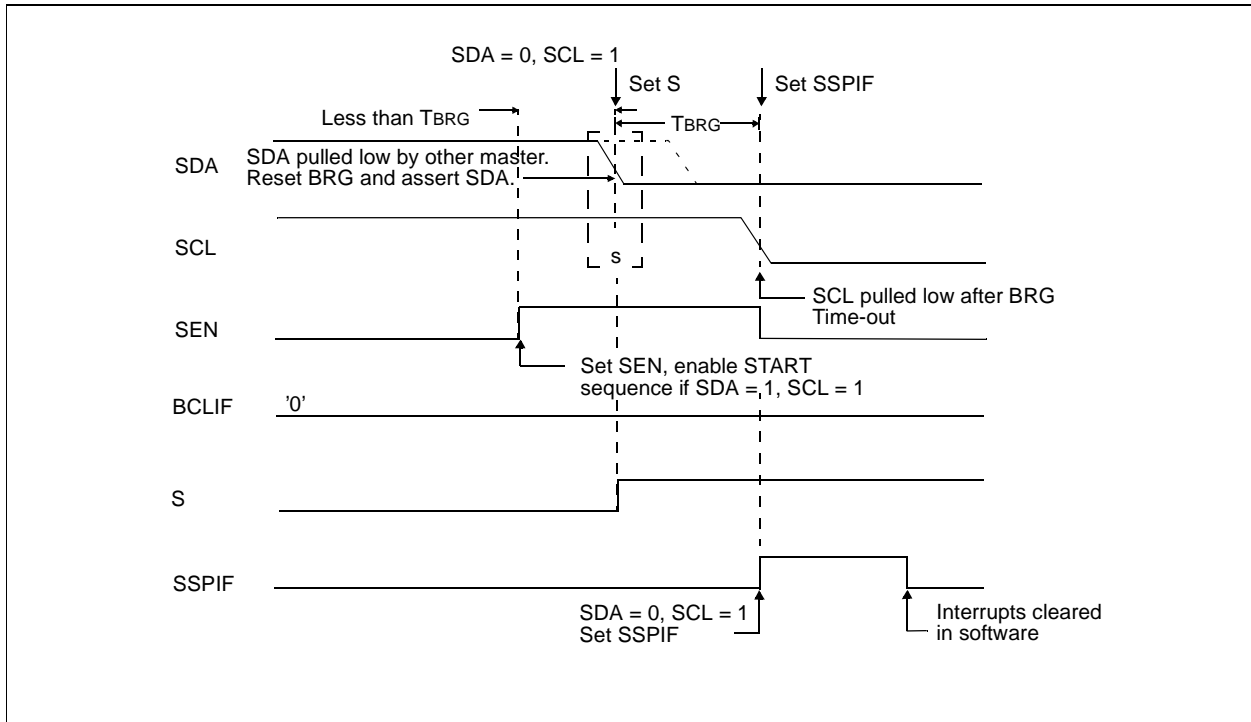 SDA = 0, SCL = 1
Set S
Set SSPIF
Less than TBRG
TBRG
SDA
SDA pulled low by other master.
Reset BRG and assert SDA.
SCL
s
SCL pulled low after BRG
Time-out
SEN
Set SEN, enable START
sequence if SDA = 1, SCL = 1
BCLIF
'0'
S
SSPIF
SDA = 0, SCL = 1
Set SSPIF
Interrupts cleared
in software